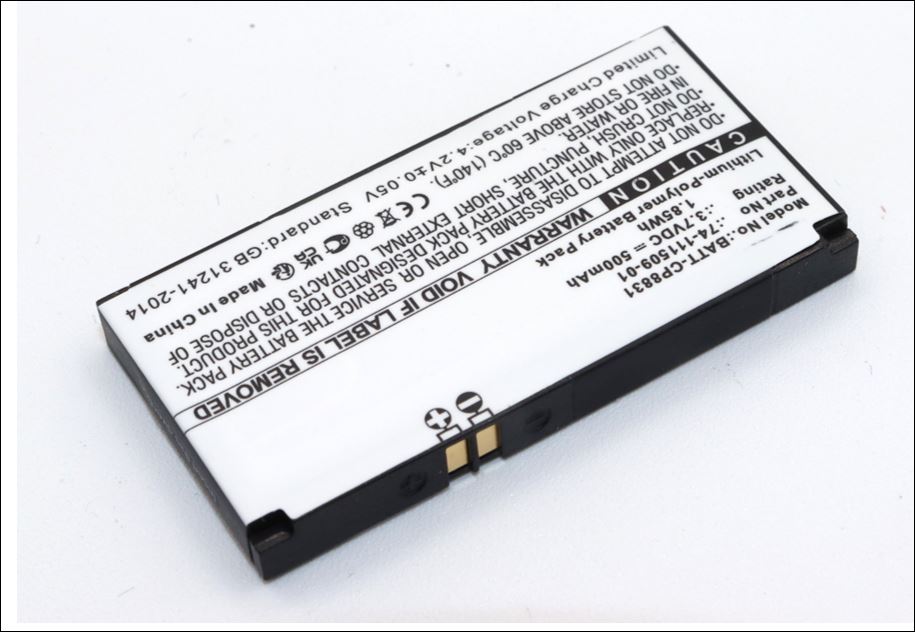 Model No.:BATT-CP8831
Part No :74-111509-01
Rating :3.7VDC = 500mAh
1.85Wh
Lithium-Polymer Battery Pack
CAUTION WARRANTY VOID IF LABEL IS REMOVED
•DO NOT ATTEMPT TO DISASSEMBLE, OPEN OR SERVICE THE BATTERY PACK.
•REPLACE ONLY WITH THE BATTERY PACK DESIGNATED FOR THIS PRODUCT.
•DO NOT CRUSH, PUNCTURE, SHORT EXTERNAL CONTACTS OR DISPOSE OF
IN FIRE OR WATER.
•DO NOT STORE ABOVE 60°C (140°F).
CE UK CA Made In China
Limited Charge Voltage:4.2V±0.05V Standard:GB 31241-2014
− +